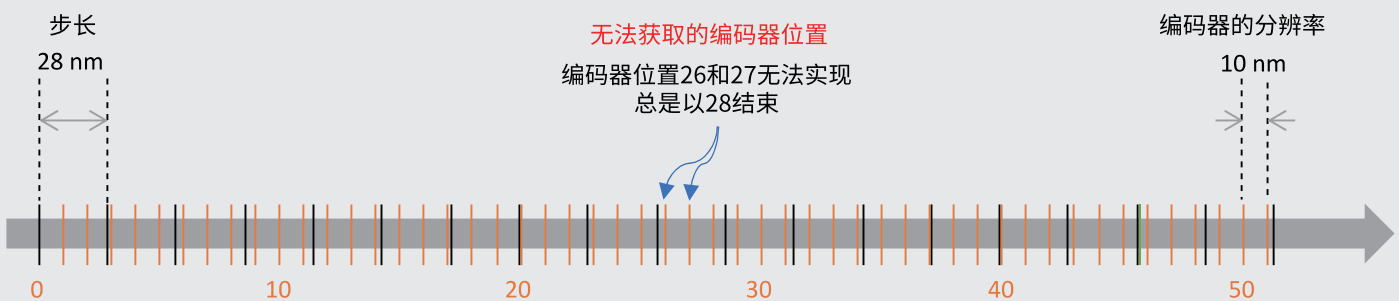 步长
28 nm
无法获取的编码器位置
编码器位置26和27无法实现
总是以28结束
编码器的分辨率
10 nm
0 10 20 30 40 50